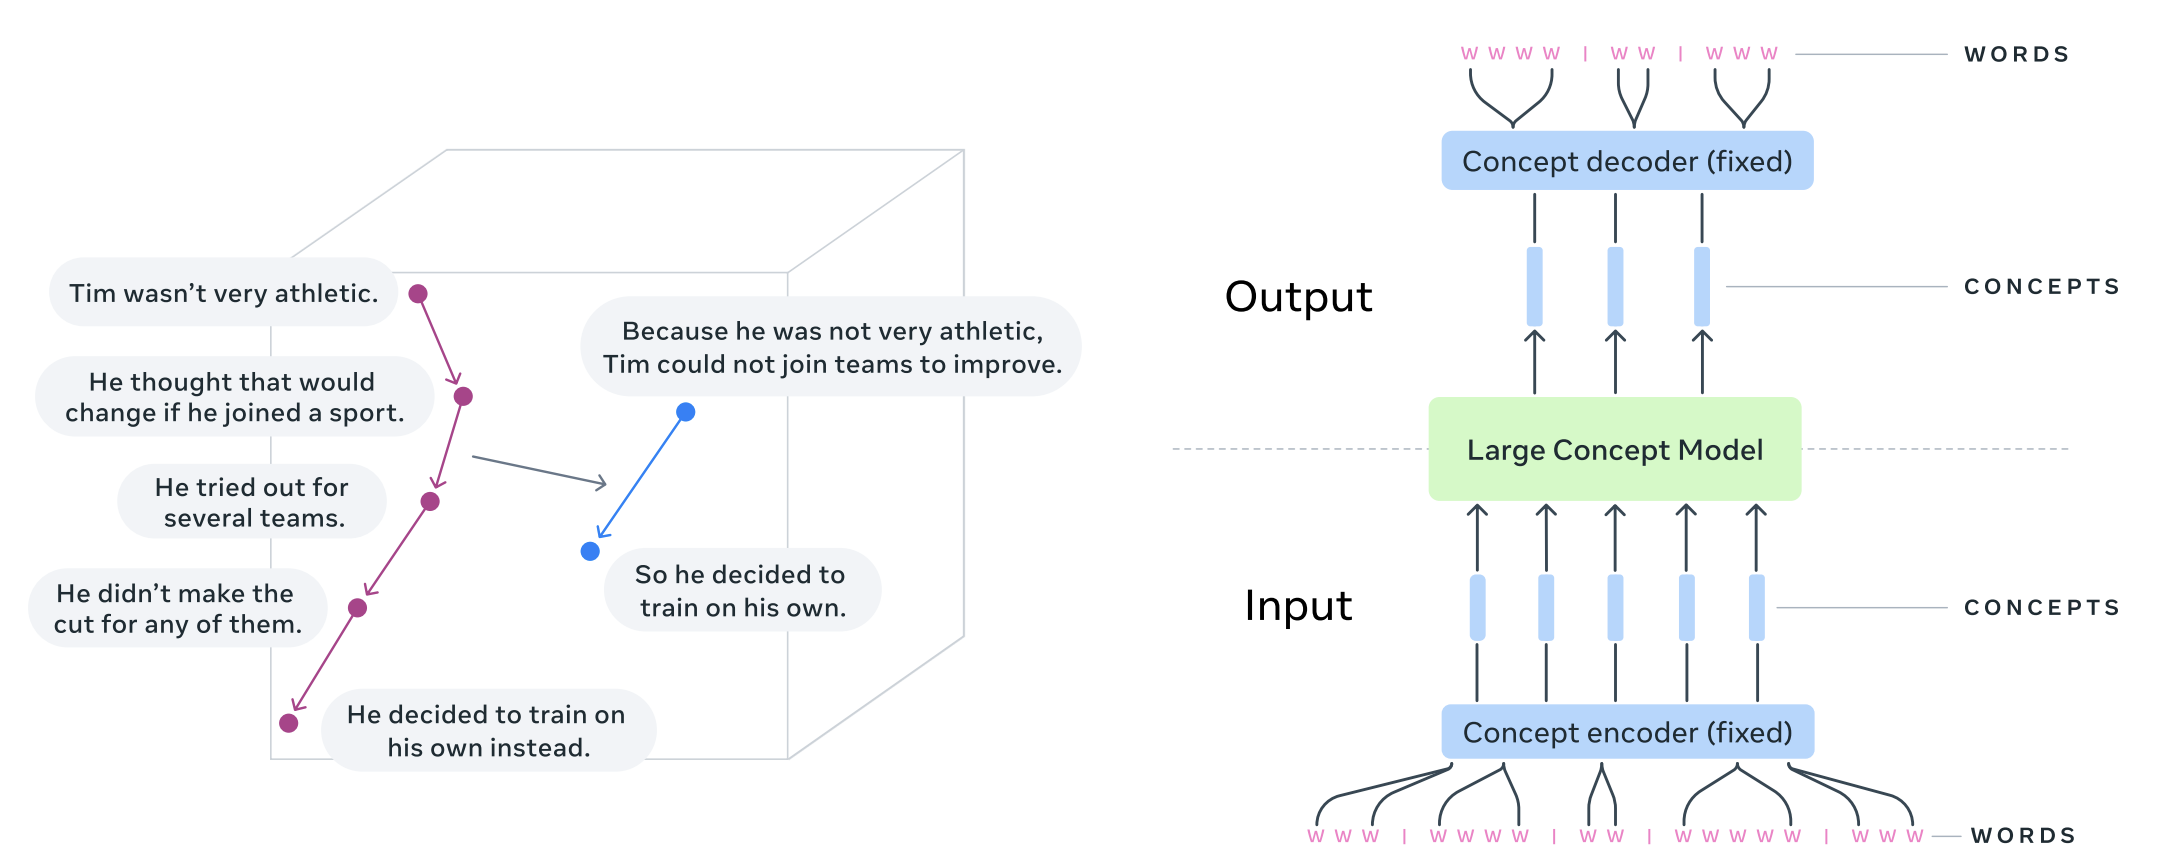 Tim wasn’t very athletic.
He thought that would
change if he joined a sport.
He tried out for
several teams.
He didn’t make the
cut for any of them.
He decided to train on
his own instead.
Because he was not very athletic,
Tim could not join teams to improve.
So he decided to
train on his own.
W W W W | W W | W W W
WORDS
Concept decoder (fixed)
Output
CONCEPTS
Large Concept Model
Input
CONCEPTS
Concept encoder (fixed)
W W W | W W W W | W W | W W W W W | W W W
WORDS